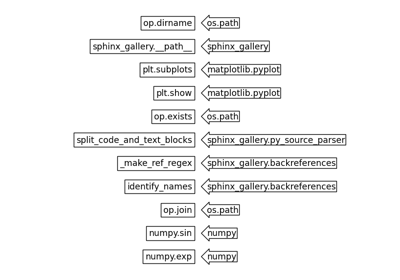 op.dirname os.path
sphinx_gallery.__path__ sphinx_gallery
plt.subplots matplotlib.pyplot
plt.show matplotlib.pyplot
op.exists os.path
split_code_and_text_blocks sphinx_gallery.py_source_parser
_make_ref_regex sphinx_gallery.backreferences
identify_names sphinx_gallery.backreferences
op.join os.path
numpy.sin numpy
numpy.exp numpy